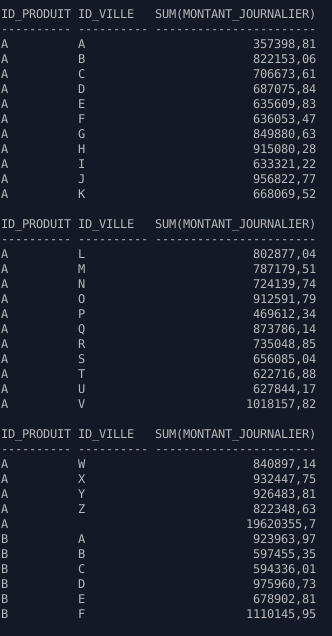 ID_PRODUIT ID_VILLE   SUM(MONTANT_JOURNALIER)
---------- ---------- -----------------------
A          A                        357398,81
A          B                        822153,06
A          C                        706673,61
A          D                        687075,84
A          E                        635609,83
A          F                        636053,47
A          G                        849880,63
A          H                        915080,28
A          I                        633321,22
A          J                        956822,77
A          K                        668069,52

ID_PRODUIT ID_VILLE   SUM(MONTANT_JOURNALIER)
---------- ---------- -----------------------
A          L                        802877,04
A          M                        787179,51
A          N                        724139,74
A          O                        912591,79
A          P                        469612,34
A          Q                        873786,14
A          R                        735048,85
A          S                        656085,04
A          T                        622716,88
A          U                        627844,17
A          V                       1018157,82

ID_PRODUIT ID_VILLE   SUM(MONTANT_JOURNALIER)
---------- ---------- -----------------------
A          W                        840897,14
A          X                        932447,75
A          Y                        926483,81
A          Z                        822348,63
A                                  19620355,7
B          A                        923963,97
B          B                        597455,35
B          C                        594336,01
B          D                        975960,73
B          E                        678902,81
B          F                       1110145,95